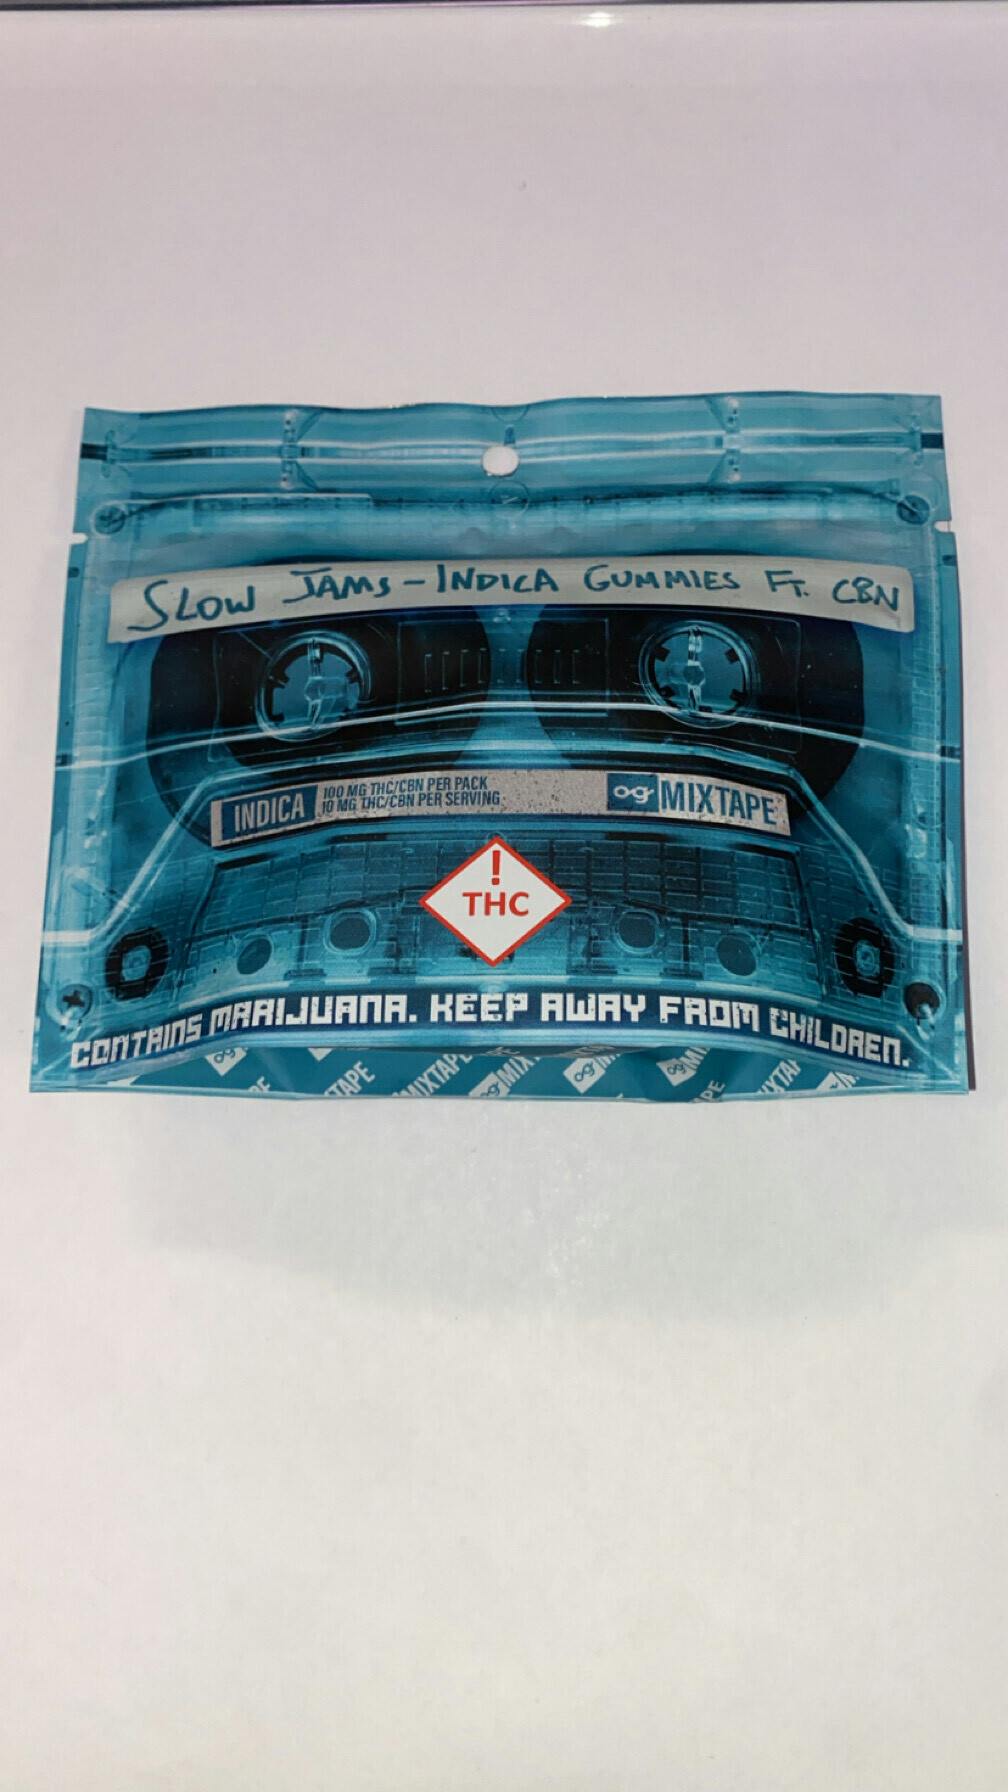 SLOW JAMS - INDICA GUMMIES FT. CBN
INDICA
100 MG THC/CBN PER PACK
10 MG THC/CBN PER SERVING
og MIXTAPE
!
THC
CONTAINS MARIJUANA. KEEP AWAY FROM CHILDREN.